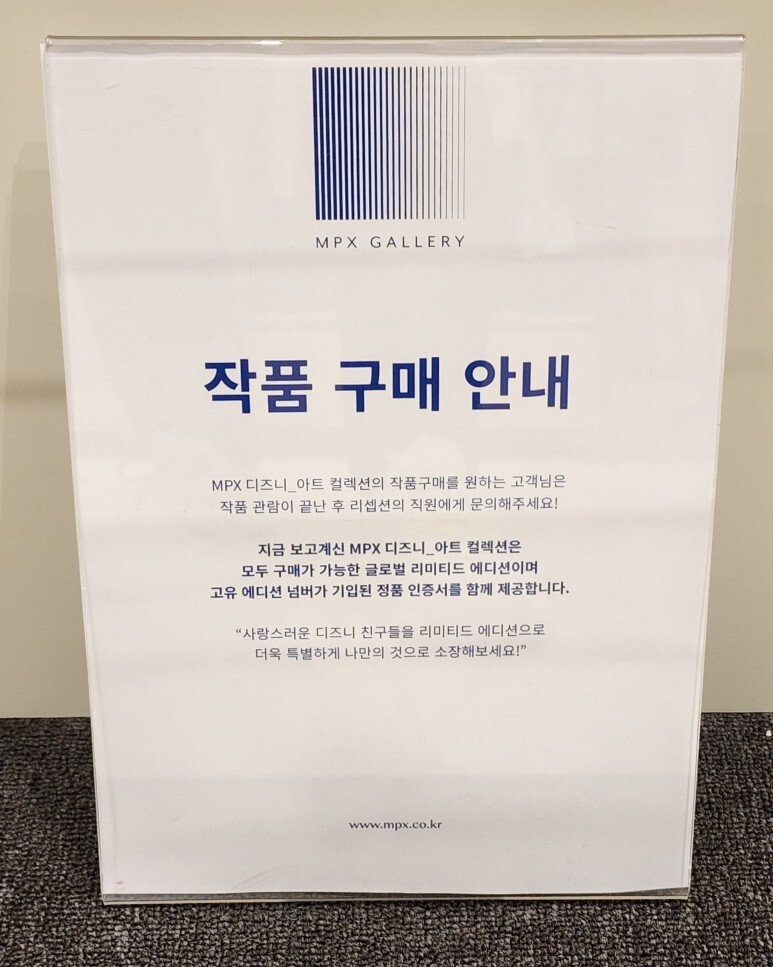 MPX GALLERY
작품 구매 안내
MPX 디즈니_아트 컬렉션의 작품구매를 원하는 고객님은
작품 관람이 끝난 후 리셉션의 직원에게 문의해주세요!
지금 보고계신 MPX 디즈니_아트 컬렉션은
모두 구매가 가능한 글로벌 리미티드 에디션이며
고유 에디션 넘버가 기입된 정품 인증서를 함께 제공합니다.
“사랑스러운 디즈니 친구들을 리미티드 에디션으로
더욱 특별하게 나만의 것으로 소장해보세요!”
www.mpx.co.kr